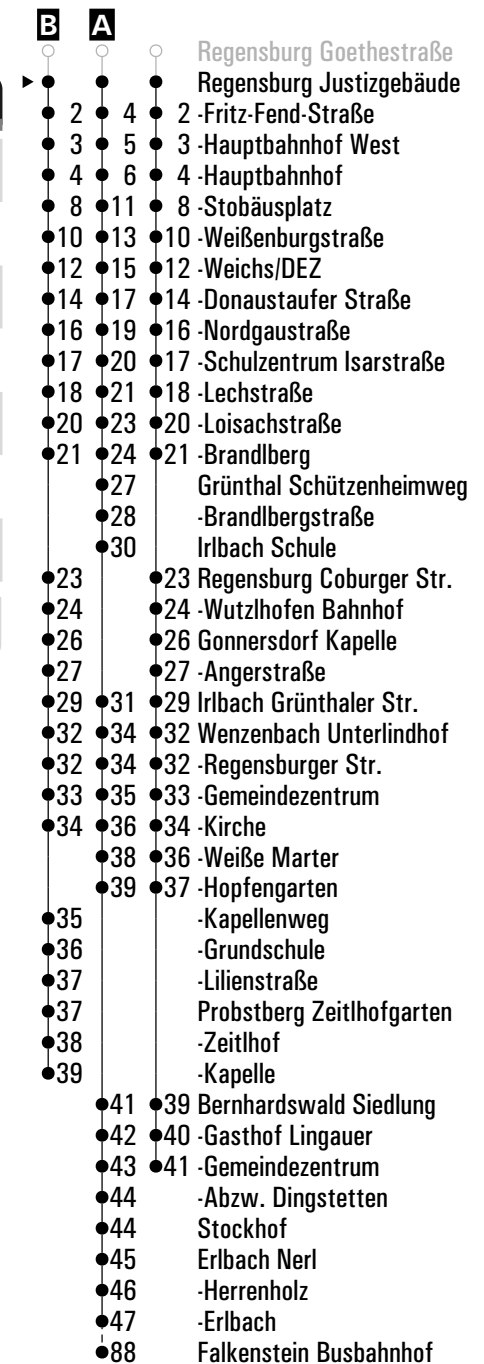 B A
Regensburg Goethestraße
Regensburg Justizgebäude
2 4 2 -Fritz-Fend-Straße
3 5 3 -Hauptbahnhof West
4 6 4 -Hauptbahnhof
8 11 8 -Stobäusplatz
10 13 10 -Weißenburgstraße
12 15 12 -Weichs/DEZ
14 17 14 -Donaustaufer Straße
16 19 16 -Nordgaustraße
17 20 17 -Schulzentrum Isarstraße
18 21 18 -Lechstraße
20 23 20 -Loisachstraße
21 24 21 -Brandlberg
27 Grünthal Schützenheimweg
28 -Brandlbergstraße
30 Irlbach Schule
23 23 Regensburg Coburger Str.
24 24 -Wutzlhofen Bahnhof
26 26 Gonnersdorf Kapelle
27 27 -Angerstraße
29 31 29 Irlbach Grünthaler Str.
32 34 32 Wenzenbach Unterlindhof
32 34 32 -Regensburger Str.
33 35 33 -Gemeindezentrum
34 36 34 -Kirche
38 36 -Weiße Marter
39 37 -Hopfengarten
35 -Kapellenweg
36 -Grundschule
37 -Lilienstraße
37 Probstberg Zeitlhofgarten
38 -Zeitlhof
39 -Kapelle
41 39 Bernhardswald Siedlung
42 40 -Gasthof Lingauer
43 41 -Gemeindezentrum
44 -Abzw. Dingstetten
44 Stockhof
45 Erlbach Nerl
46 -Herrenholz
47 -Erlbach
88 Falkenstein Busbahnhof